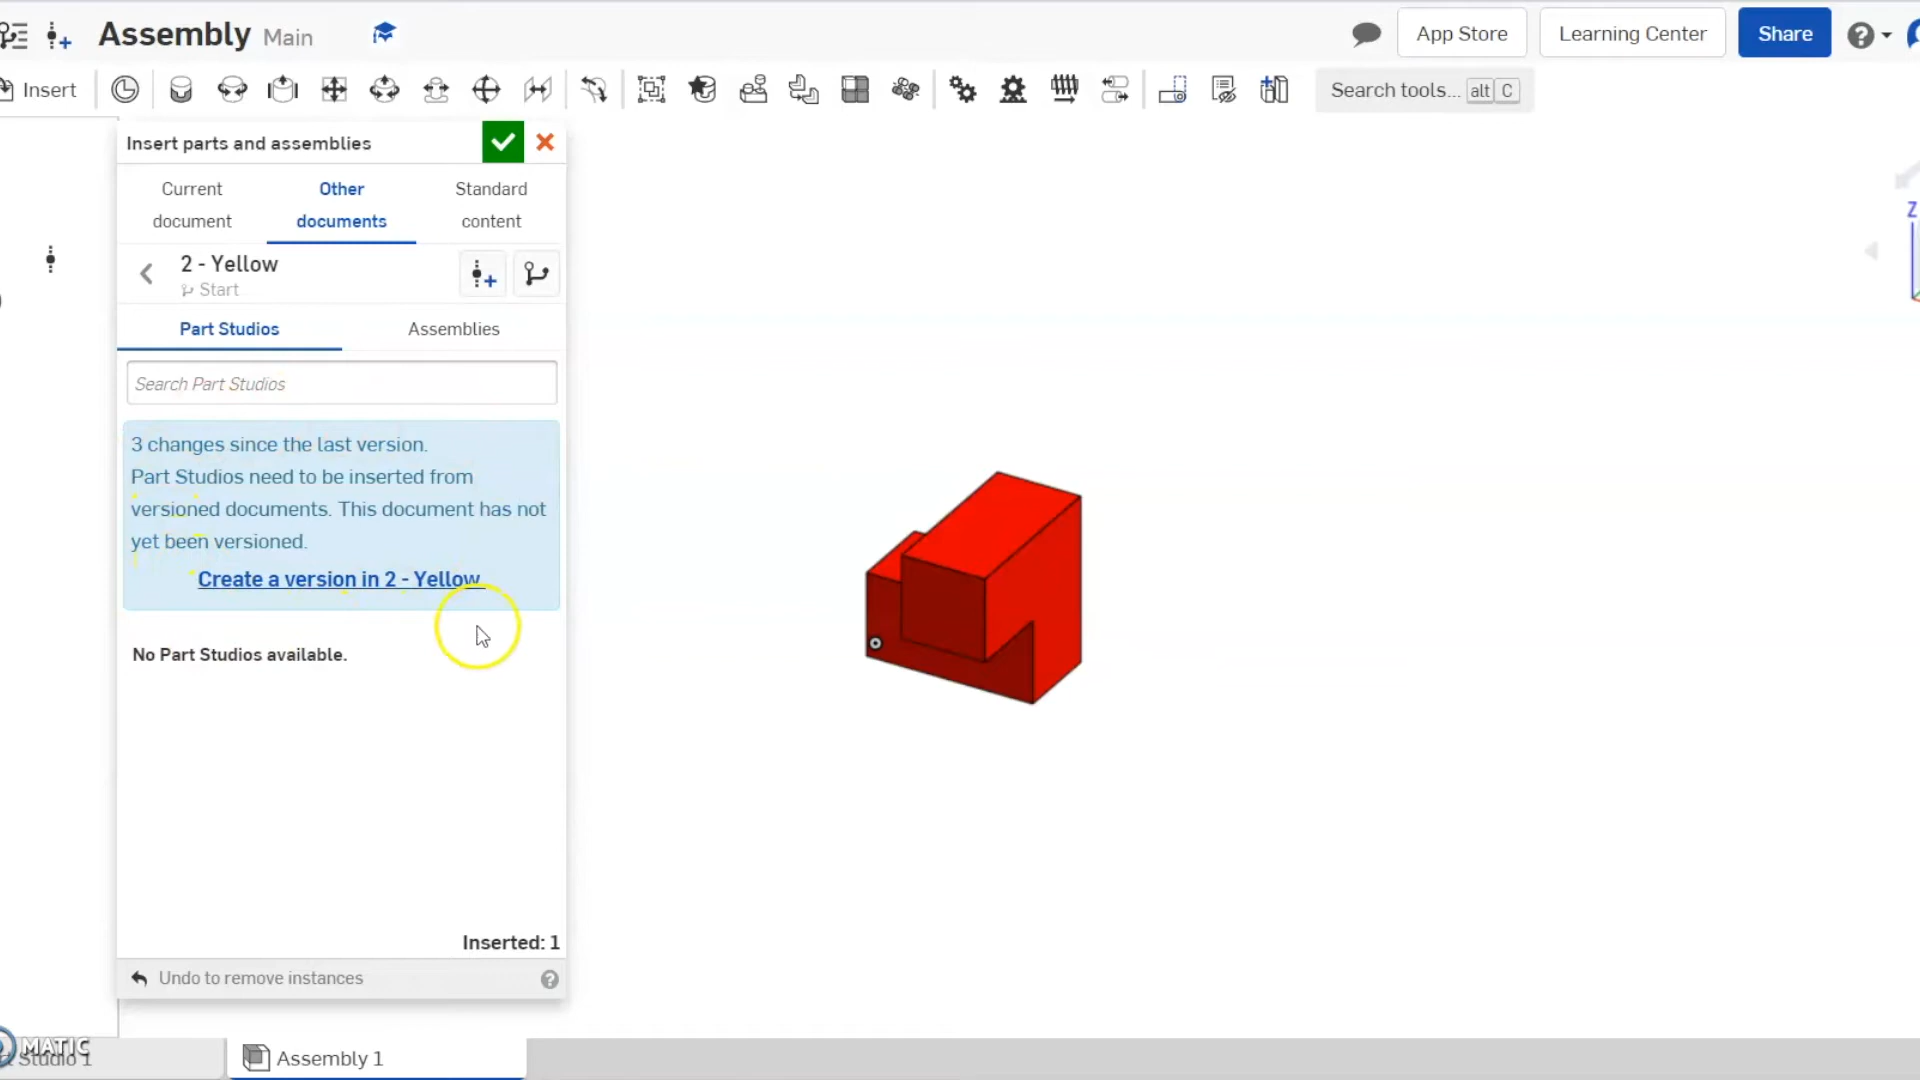 Assembly Main
App Store
Learning Center
Share
Insert
Search tools... alt C
Insert parts and assemblies
Current document
Other documents
Standard content
2 - Yellow
Start
Part Studios
Assemblies
Search Part Studios
3 changes since the last version.
Part Studios need to be inserted from
versioned documents. This document has not
yet been versioned.
Create a version in 2 - Yellow
No Part Studios available.
Inserted: 1
Undo to remove instances
Z
MATIC
Studio 1
Assembly 1